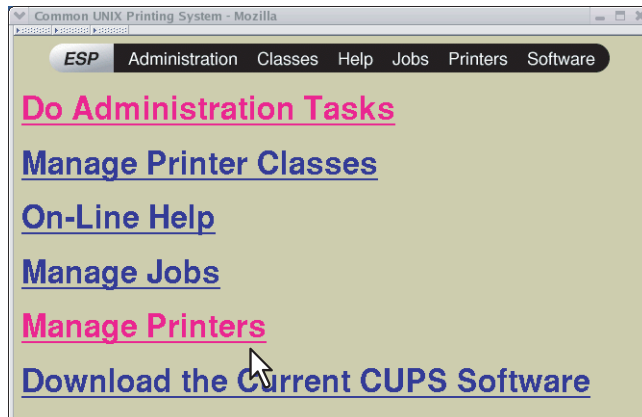 Common UNIX Printing System - Mozilla
ESP Administration Classes Help Jobs Printers Software
Do Administration Tasks
Manage Printer Classes
On-Line Help
Manage Jobs
Manage Printers
Download the Current CUPS Software